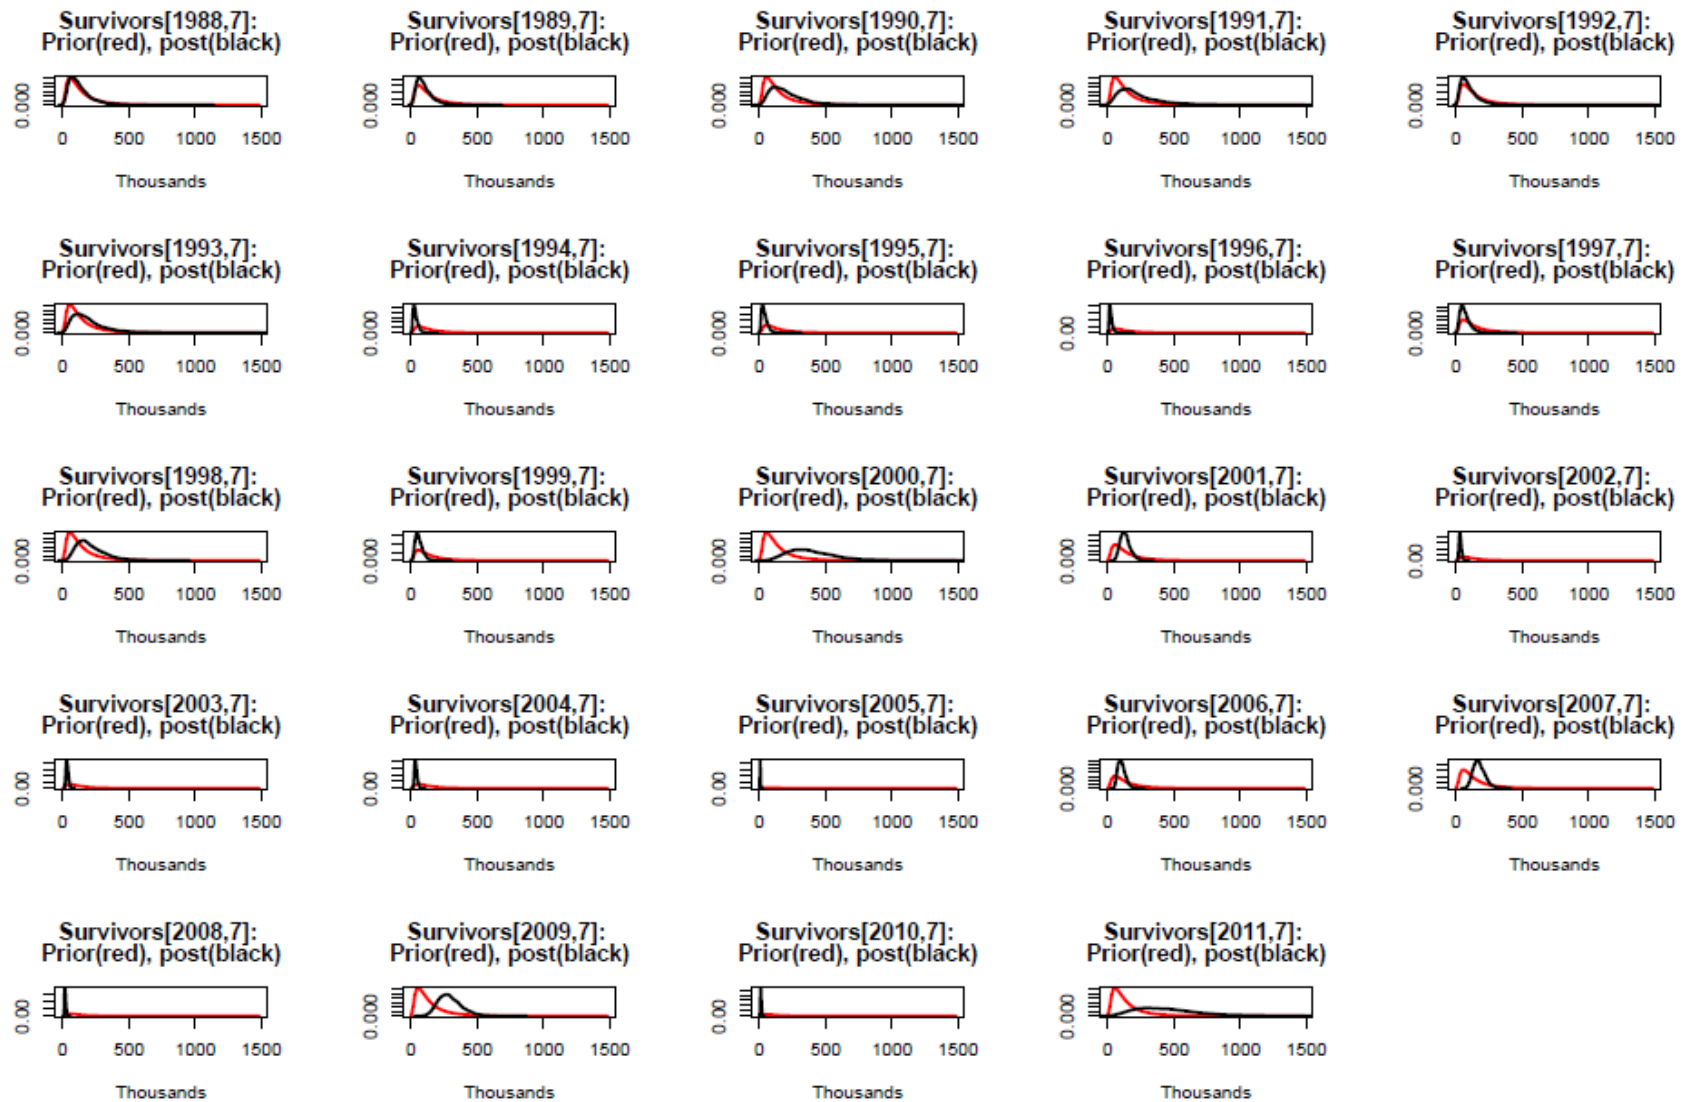 Survivors[1988,7]:
Prior(red), post(black)
0.000
0 500 1000 1500
Thousands
Survivors[1989,7]:
Prior(red), post(black)
0.000
0 500 1000 1500
Thousands
Survivors[1990,7]:
Prior(red), post(black)
0.000
0 500 1000 1500
Thousands
Survivors[1991,7]:
Prior(red), post(black)
0.000
0 500 1000 1500
Thousands
Survivors[1992,7]:
Prior(red), post(black)
0.000
0 500 1000 1500
Thousands
Survivors[1993,7]:
Prior(red), post(black)
0.000
0 500 1000 1500
Thousands
Survivors[1994,7]:
Prior(red), post(black)
0.000
0 500 1000 1500
Thousands
Survivors[1995,7]:
Prior(red), post(black)
0.000
0 500 1000 1500
Thousands
Survivors[1996,7]:
Prior(red), post(black)
0.00
0 500 1000 1500
Thousands
Survivors[1997,7]:
Prior(red), post(black)
0.000
0 500 1000 1500
Thousands
Survivors[1998,7]:
Prior(red), post(black)
0.000
0 500 1000 1500
Thousands
Survivors[1999,7]:
Prior(red), post(black)
0.000
0 500 1000 1500
Thousands
Survivors[2000,7]:
Prior(red), post(black)
0.000
0 500 1000 1500
Thousands
Survivors[2001,7]:
Prior(red), post(black)
0.000
0 500 1000 1500
Thousands
Survivors[2002,7]:
Prior(red), post(black)
0.00
0 500 1000 1500
Thousands
Survivors[2003,7]:
Prior(red), post(black)
0.00
0 500 1000 1500
Thousands
Survivors[2004,7]:
Prior(red), post(black)
0.00
0 500 1000 1500
Thousands
Survivors[2005,7]:
Prior(red), post(black)
0.00
0 500 1000 1500
Thousands
Survivors[2006,7]:
Prior(red), post(black)
0.000
0 500 1000 1500
Thousands
Survivors[2007,7]:
Prior(red), post(black)
0.000
0 500 1000 1500
Thousands
Survivors[2008,7]:
Prior(red), post(black)
0.00
0 500 1000 1500
Thousands
Survivors[2009,7]:
Prior(red), post(black)
0.000
0 500 1000 1500
Thousands
Survivors[2010,7]:
Prior(red), post(black)
0.00
0 500 1000 1500
Thousands
Survivors[2011,7]:
Prior(red), post(black)
0.000
0 500 1000 1500
Thousands